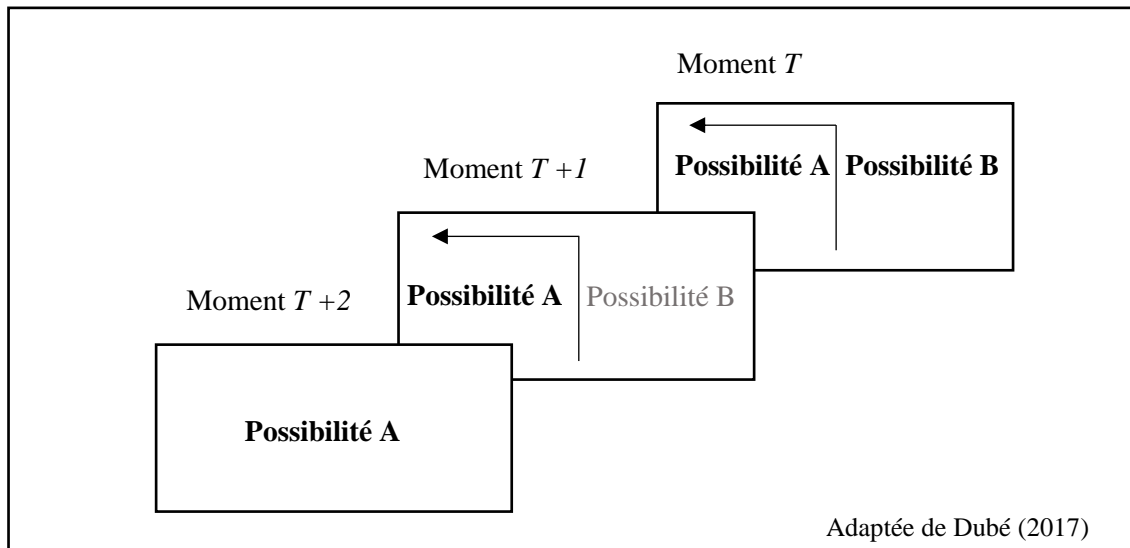 Moment T
Possibilité A Possibilité B
Moment T +1
Possibilité A Possibilité B
Moment T +2
Possibilité A
Adaptée de Dubé (2017)